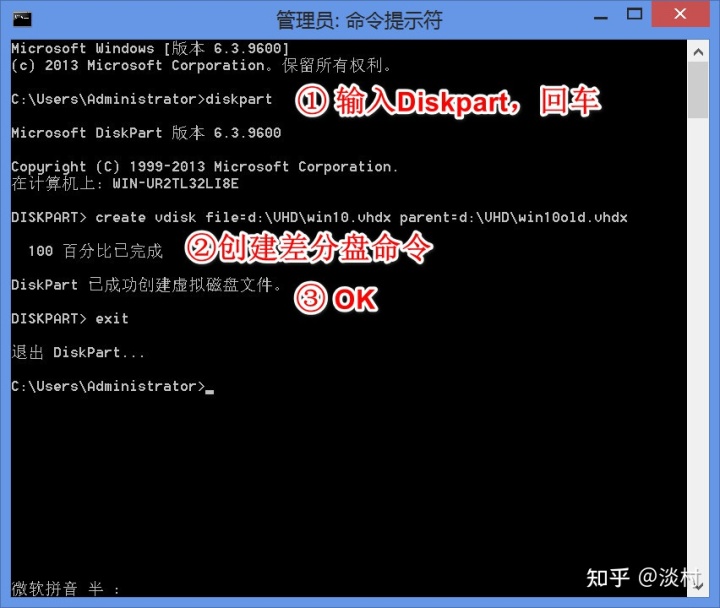 管理员: 命令提示符
Microsoft Windows [版本 6.3.9600]
(c) 2013 Microsoft Corporation。保留所有权利。
C:\Users\Administrator>diskpart
① 输入Diskpart，回车
Microsoft DiskPart 版本 6.3.9600
Copyright (C) 1999-2013 Microsoft Corporation.
在计算机上: WIN-UR2TL32LI8E
DISKPART> create vdisk file=d:\VHD\win10.vhdx parent=d:\VHD\win10old.vhdx
100 百分比已完成
②创建差分盘命令
DiskPart 已成功创建虚拟磁盘文件。
③ OK
DISKPART> exit
退出 DiskPart...
C:\Users\Administrator>_
微软拼音 半 :
知乎 @淡村